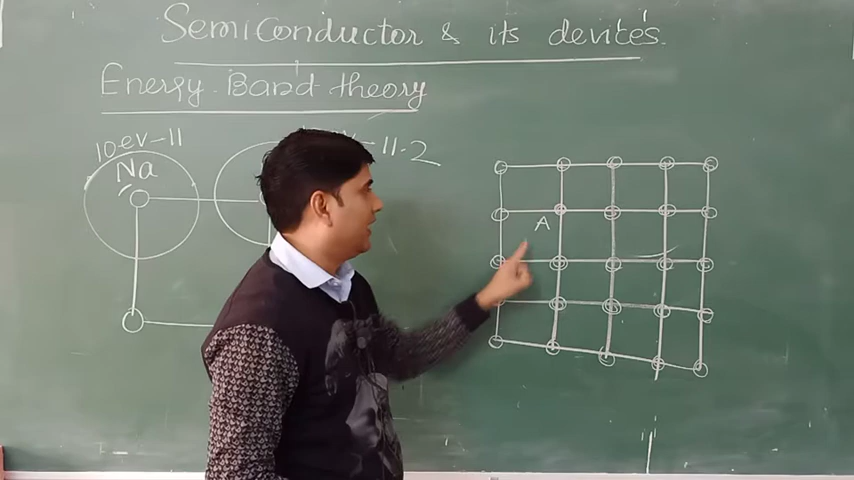 SemiConductor & its devices.
Energy Band theory
10ev-11
11.2
Na
A